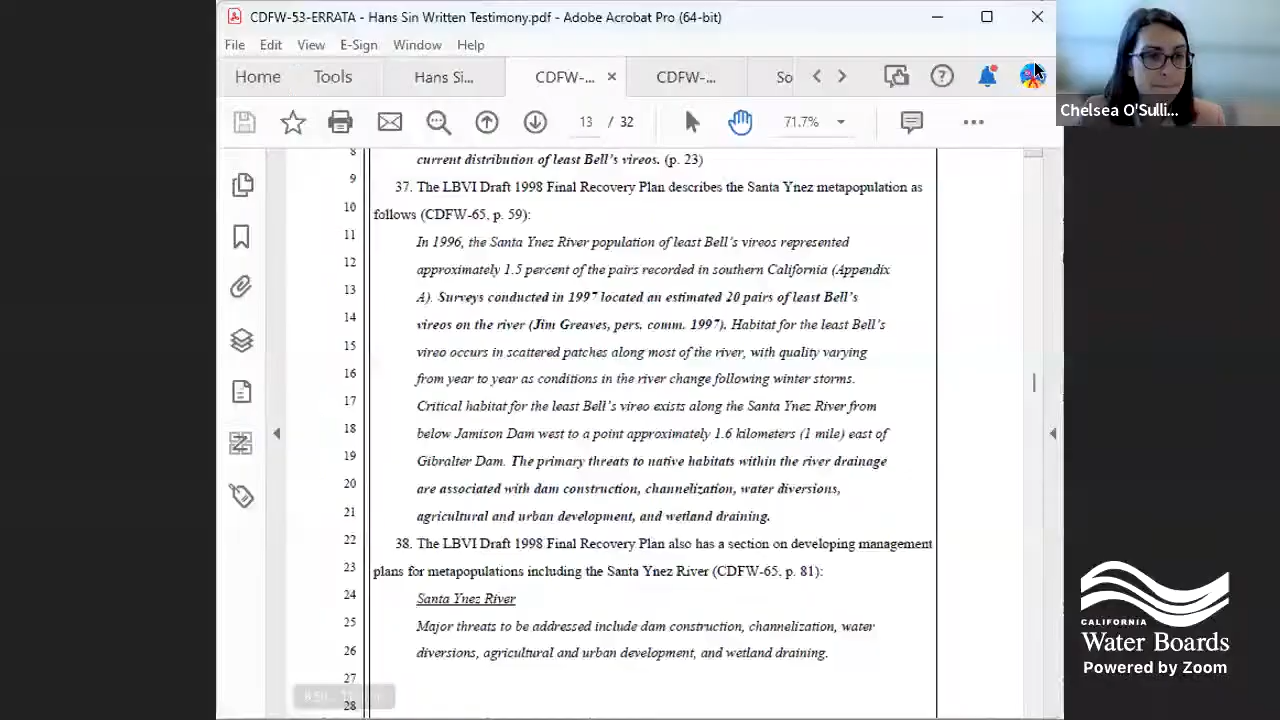 CDFW-53-ERRATA - Hans Sin Written Testimony.pdf - Adobe Acrobat Pro (64-bit)
File Edit View E-Sign Window Help
Home Tools Hans Si... CDFW-... CDFW-... So
13 / 32 71.7%
Chelsea O'Sulli...
8 current distribution of least Bell's vireos. (p. 23)
9 37. The LBVI Draft 1998 Final Recovery Plan describes the Santa Ynez metapopulation as
10 follows (CDFW-65, p. 59):
11 In 1996, the Santa Ynez River population of least Bell's vireos represented
12 approximately 1.5 percent of the pairs recorded in southern California (Appendix
13 A). Surveys conducted in 1997 located an estimated 20 pairs of least Bell's
14 vireos on the river (Jim Greaves, pers. comm. 1997). Habitat for the least Bell's
15 vireo occurs in scattered patches along most of the river, with quality varying
16 from year to year as conditions in the river change following winter storms.
17 Critical habitat for the least Bell's vireo exists along the Santa Ynez River from
18 below Jamison Dam west to a point approximately 1.6 kilometers (1 mile) east of
19 Gibralter Dam. The primary threats to native habitats within the river drainage
20 are associated with dam construction, channelization, water diversions,
21 agricultural and urban development, and wetland draining.
22 38. The LBVI Draft 1998 Final Recovery Plan also has a section on developing management
23 plans for metapopulations including the Santa Ynez River (CDFW-65, p. 81):
24 Santa Ynez River
25 Major threats to be addressed include dam construction, channelization, water
26 diversions, agricultural and urban development, and wetland draining.
27
28
CALIFORNIA
Water Boards
Powered by Zoom